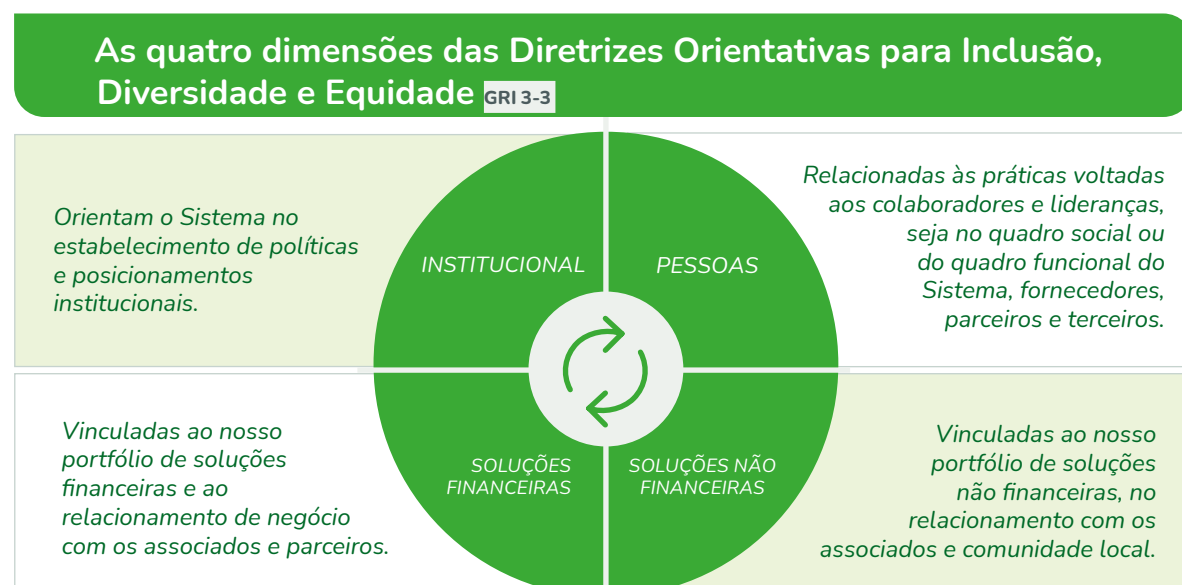 As quatro dimensões das Diretrizes Orientativas para Inclusão,
Diversidade e Equidade GRI 3-3
Orientam o Sistema no
estabelecimento de políticas
e posicionamentos
institucionais.
INSTITUCIONAL
PESSOAS
Relacionadas às práticas voltadas
aos colaboradores e lideranças,
seja no quadro social ou
do quadro funcional do
Sistema, fornecedores,
parceiros e terceiros.
Vinculadas ao nosso
portfólio de soluções
financeiras e ao
relacionamento de negócio
com os associados e parceiros.
SOLUÇÕES
FINANCEIRAS
SOLUÇÕES NÃO
FINANCEIRAS
Vinculadas ao nosso
portfólio de soluções
não financeiras, no
relacionamento com os
associados e comunidade local.